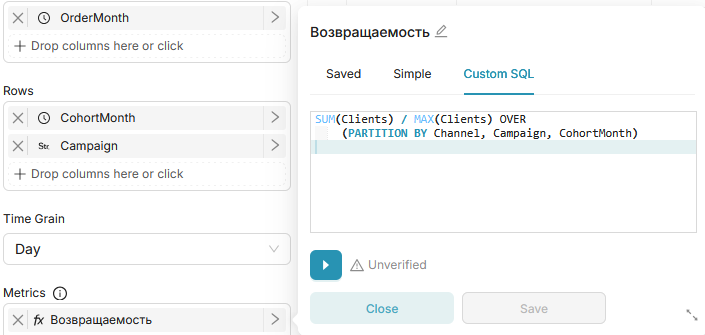 OrderMonth
Drop columns here or click
Rows
CohortMonth
Str Campaign
Drop columns here or click
Time Grain
Day
Metrics
fx Возвращаемость
Возвращаемость
Saved Simple Custom SQL
SUM(Clients) / MAX(Clients) OVER
(PARTITION BY Channel, Campaign, CohortMonth)
Unverified
Close Save